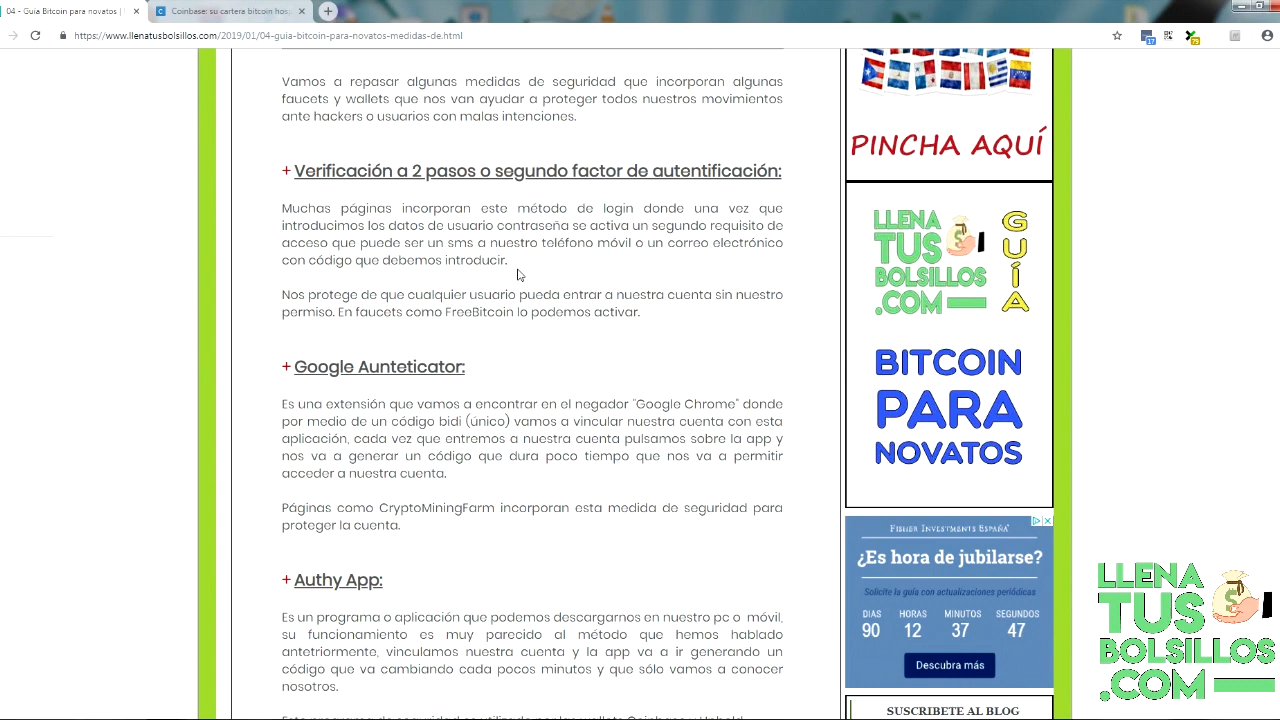 04 - Guía Bitcoin para novatos |
Coinbase: su cartera bitcoin hos
https://www.llenatusbolsillos.com/2019/01/04-guia-bitcoin-para-novatos-medidas-de.html
17
73
Vamos a repasar algunas medidas de seguridad que incorporan algunas
faucets y wallets que nos van ayudar a proteger todos nuestros movimientos
ante hackers o usuarios con malas intenciones.
+ Verificación a 2 pasos o segundo factor de autentificación:
Muchas páginas incorporan este método de login donde una vez que
introducimos los datos de usuario contraseña se activa un segundo requisito de
acceso que puede ser un sms a nuestro teléfono móvil o un correo electrónico
con código que debemos introducir.
Nos protege de que cualquier usuario pueda entrar a nuestra cuenta sin nuestro
permiso. En faucets como FreeBitcoin lo podemos activar.
+ Google Aunteticator:
Es una extensión que vamos a encontrar en el negador "Google Chrome" donde
por medio de un código bidi (único) vamos a vincular nuestra cuenta con esta
aplicación, cada vez que entremos a nuestra cuenta pulsamos sobre la app y
nos va a generar un código que dura poco tiempo que nos va a permitir
acceder a nuestra cuenta.
Páginas como CryptoMiningFarm incorporan esta medida de seguridad para
proteger la cuenta.
+ Authy App:
Es un programa o aplicación que podemos descargarnos en nuestro pc o móvil,
su funcionamiento es muy parecido al método que hemos hablado
antetriormente, vinculamos nuestra cuenta y la app va a ir generando un
código que va cambiando cada pocos minutos y que sólo vamos a conocer
nosotros.
PINCHA AQUÍ
LLENA
TUS
BOLSILLOS
.COM
GUÍA
BITCOIN
PARA
NOVATOS
FISHER INVESTMENTS ESPAÑA
¿Es hora de jubilarse?
Solicite la guía con actualizaciones periódicas
DIAS HORAS MINUTOS SEGUNDOS
90 12 37 47
Descubra más
SUSCRIBETE AL BLOG
LLENA
TUS
BOLSILLOS
.COM